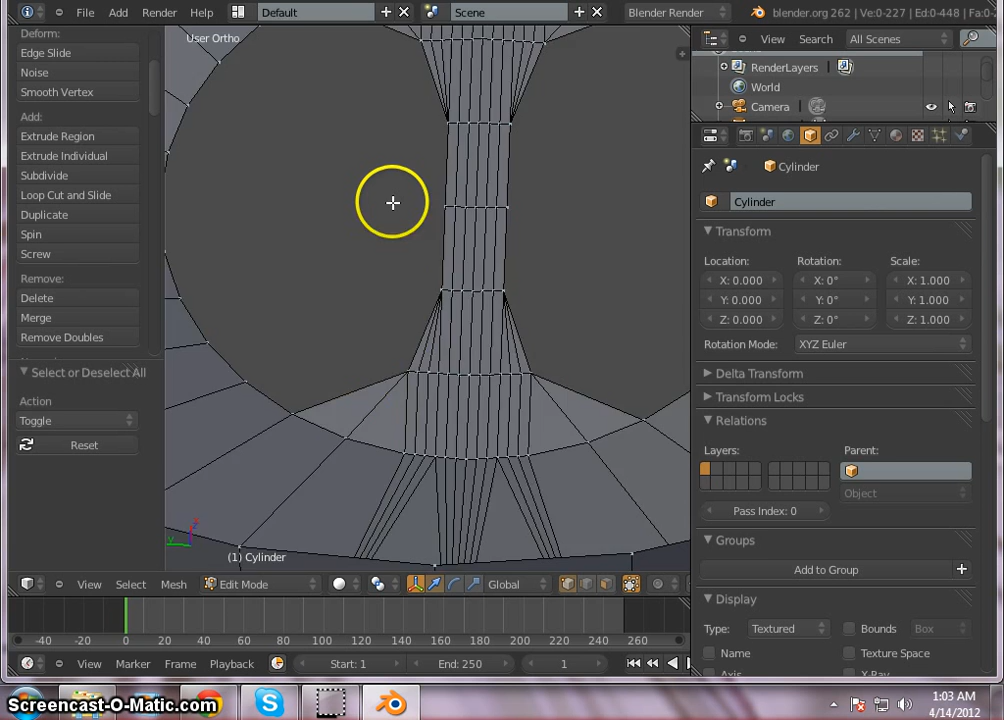 File Add Render Help Default Scene Blender Render blender.org 262 | Ve:0-227 | Ed:0-448 | Fa:0-
Deform:
Edge Slide
Noise
Smooth Vertex
Add:
Extrude Region
Extrude Individual
Subdivide
Loop Cut and Slide
Duplicate
Spin
Screw
Remove:
Delete
Merge
Remove Doubles
Select or Deselect All
Action
Toggle
Reset
User Ortho
(1) Cylinder
View Select Mesh Edit Mode Global
-40 -20 0 20 40 60 80 100 120 140 160 180 200 220 240 260
View Marker Frame Playback Start: 1 End: 250 1
View Search All Scenes
RenderLayers |
World
Camera
Cylinder
Cylinder
Transform
Location: Rotation: Scale:
X: 0.000 X: 0° X: 1.000
Y: 0.000 Y: 0° Y: 1.000
Z: 0.000 Z: 0° Z: 1.000
Rotation Mode: XYZ Euler
Delta Transform
Transform Locks
Relations
Layers: Parent:
Object
Pass Index: 0
Groups
Add to Group
Display
Type: Textured Bounds Box
Name Texture Space
Axis X-Ray
Screencast-O-Matic.com
1:03 AM
4/14/2012